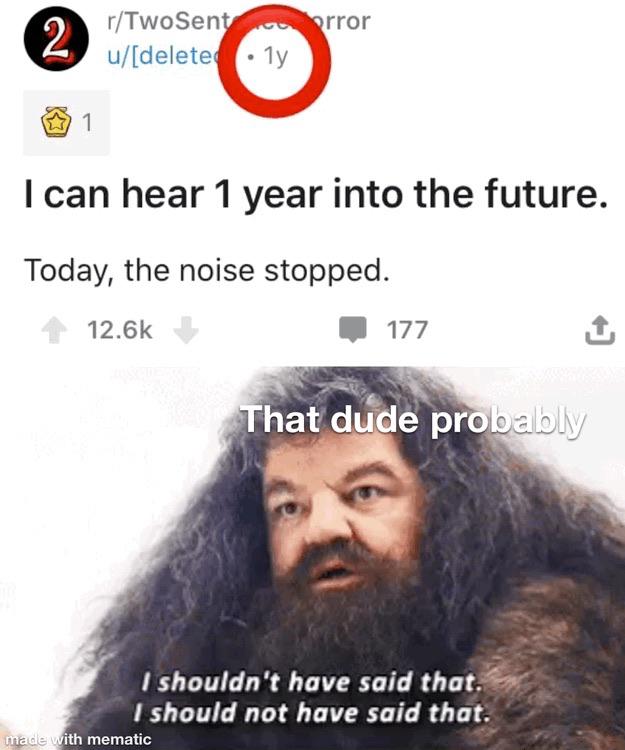 2
r/TwoSent orror
u/[delete • 1y
1
I can hear 1 year into the future.
Today, the noise stopped.
12.6k 177
That dude probably
I shouldn't have said that.
I should not have said that.
made with mematic